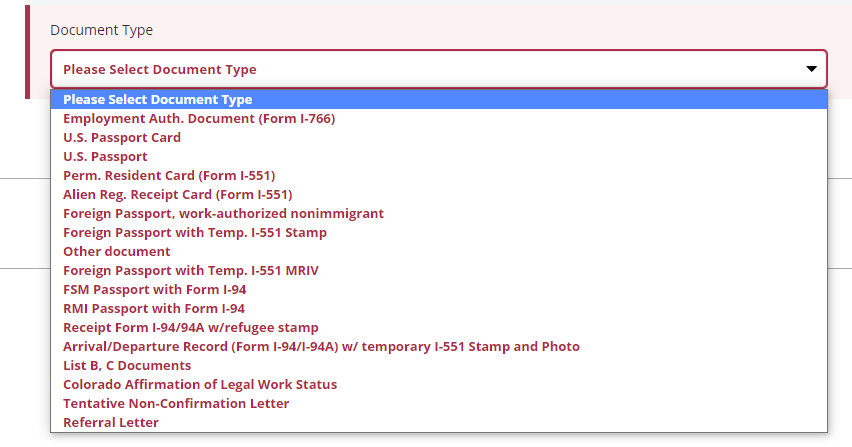 Document Type
Please Select Document Type
Please Select Document Type
Employment Auth. Document (Form I-766)
U.S. Passport Card
U.S. Passport
Perm. Resident Card (Form I-551)
Alien Reg. Receipt Card (Form I-551)
Foreign Passport, work-authorized nonimmigrant
Foreign Passport with Temp. I-551 Stamp
Other document
Foreign Passport with Temp. I-551 MRIV
FSM Passport with Form I-94
RMI Passport with Form I-94
Receipt Form I-94/94A w/refugee stamp
Arrival/Departure Record (Form I-94/I-94A) w/ temporary I-551 Stamp and Photo
List B, C Documents
Colorado Affirmation of Legal Work Status
Tentative Non-Confirmation Letter
Referral Letter